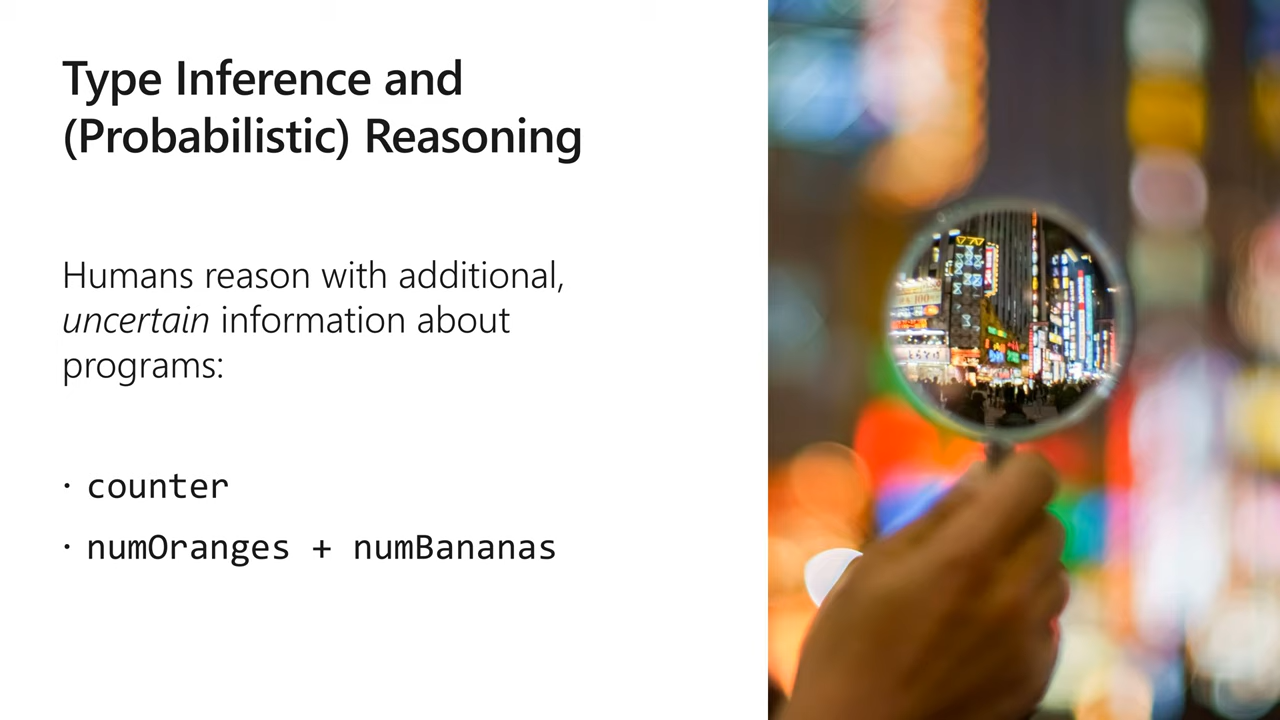 Type Inference and
(Probabilistic) Reasoning
Humans reason with additional,
uncertain information about
programs:
· counter
· numOranges + numBananas